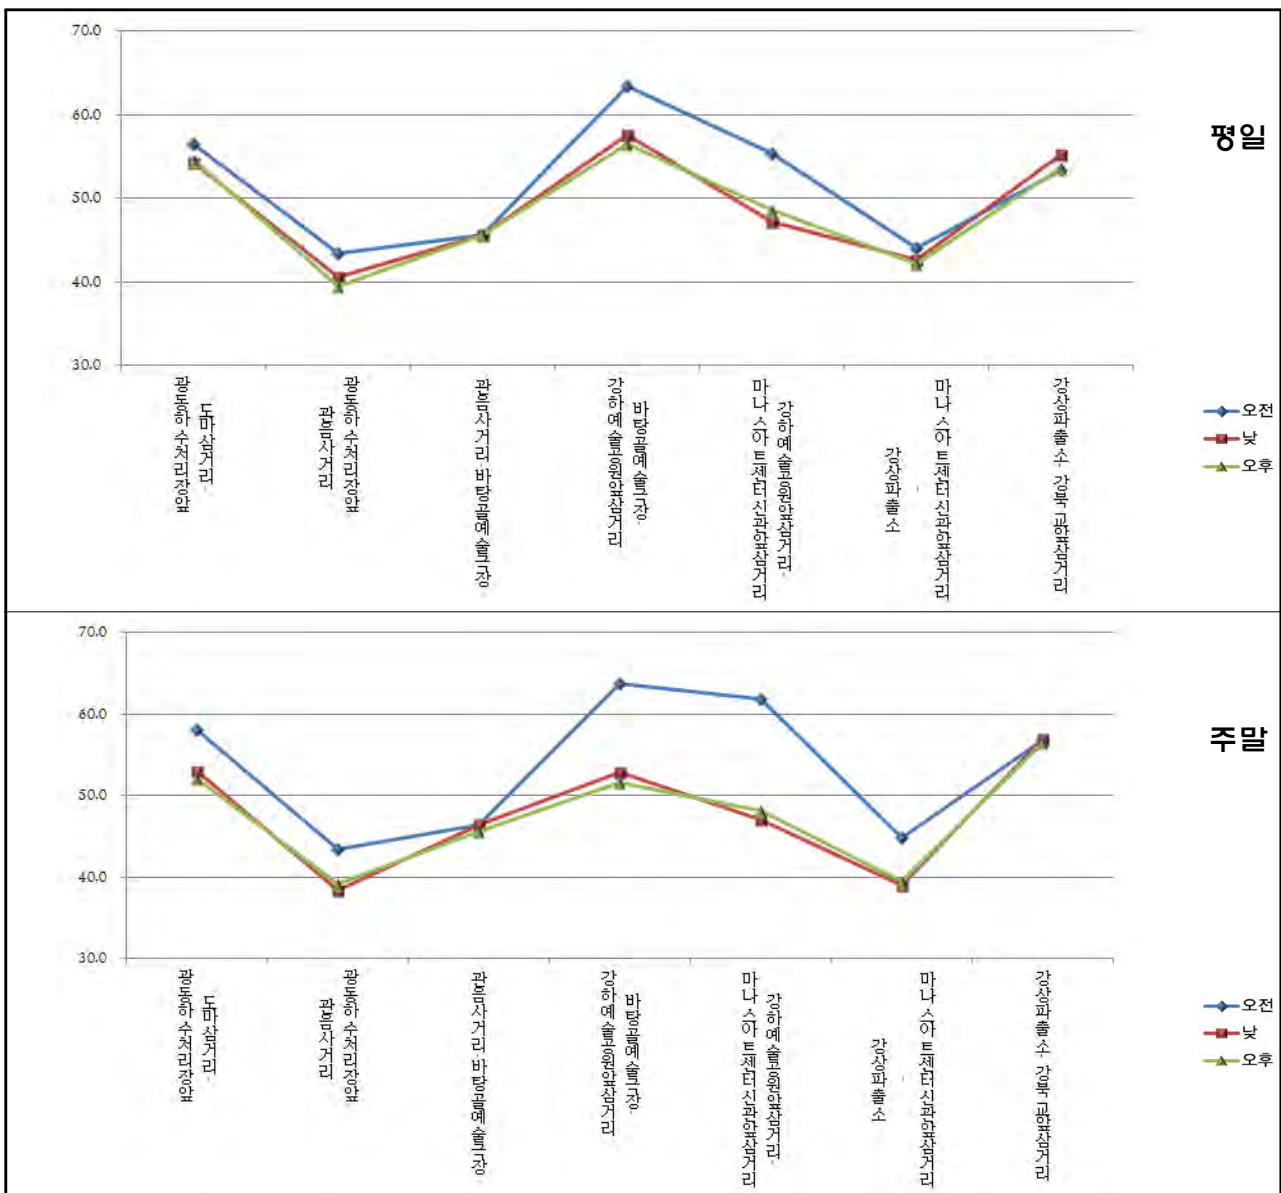 70.0
60.0
50.0
40.0
30.0
평일
도마삼거리-
광동하수처리장앞
광동하수처리장앞-
관음사거리
관음사거리-바탕골예술극장
바탕골예술극장-
강하예술공원앞삼거리
강하예술공원앞삼거리-
마나스아트센터신관앞삼거리
마나스아트센터신관앞삼거리-
강상파출소
강상파출소-강북교앞삼거리
오전
낮
오후
70.0
60.0
50.0
40.0
30.0
주말
도마삼거리-
광동하수처리장앞
광동하수처리장앞-
관음사거리
관음사거리-바탕골예술극장
바탕골예술극장-
강하예술공원앞삼거리
강하예술공원앞삼거리-
마나스아트센터신관앞삼거리
마나스아트센터신관앞삼거리-
강상파출소
강상파출소-강북교앞삼거리
오전
낮
오후